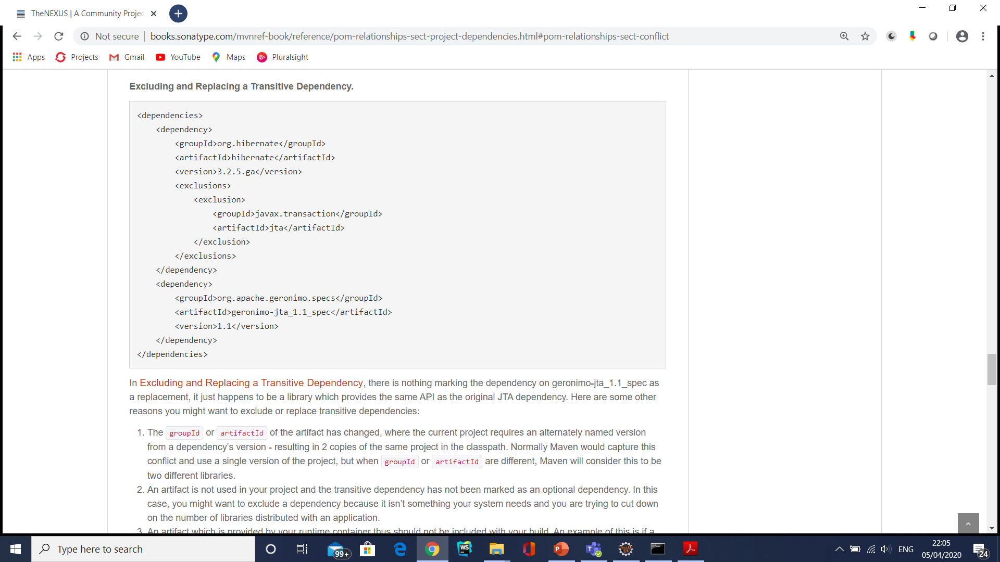 TheNEXUS | A Community Projec
Not secure | books.sonatype.com/mvnref-book/reference/pom-relationships-sect-project-dependencies.html#pom-relationships-sect-conflict
Apps Projects Gmail YouTube Maps Pluralsight
Excluding and Replacing a Transitive Dependency.
<dependencies>
    <dependency>
        <groupId>org.hibernate</groupId>
        <artifactId>hibernate</artifactId>
        <version>3.2.5.ga</version>
        <exclusions>
            <exclusion>
                <groupId>javax.transaction</groupId>
                <artifactId>jta</artifactId>
            </exclusion>
        </exclusions>
    </dependency>
    <dependency>
        <groupId>org.apache.geronimo.specs</groupId>
        <artifactId>geronimo-jta_1.1_spec</artifactId>
        <version>1.1</version>
    </dependency>
</dependencies>
In Excluding and Replacing a Transitive Dependency, there is nothing marking the dependency on geronimo-jta_1.1_spec as
a replacement, it just happens to be a library which provides the same API as the original JTA dependency. Here are some other
reasons you might want to exclude or replace transitive dependencies:
1. The groupId or artifactId of the artifact has changed, where the current project requires an alternately named version
from a dependency’s version - resulting in 2 copies of the same project in the classpath. Normally Maven would capture this
conflict and use a single version of the project, but when groupId or artifactId are different, Maven will consider this to be
two different libraries.
2. An artifact is not used in your project and the transitive dependency has not been marked as an optional dependency. In this
case, you might want to exclude a dependency because it isn’t something your system needs and you are trying to cut down
on the number of libraries distributed with an application.
3. An artifact which is provided by your runtime container thus should not be included with your build. An example of this is if a
Type here to search
99+
WS
ENG
22:05
05/04/2020
24